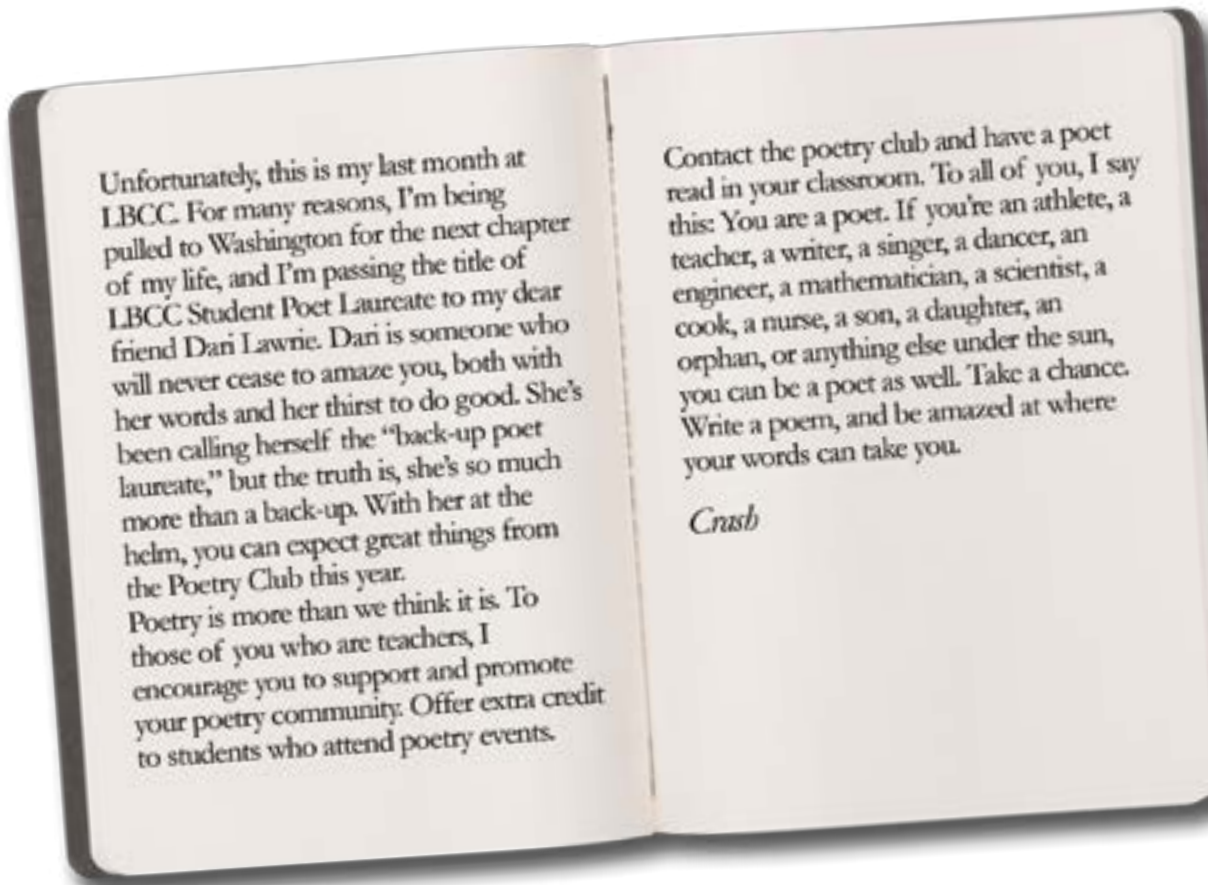 Unfortunately, this is my last month at
LBCC. For many reasons, I'm being
pulled to Washington for the next chapter
of my life, and I'm passing the title of
LBCC Student Poet Laureate to my dear
friend Dari Lawrie. Dari is someone who
will never cease to amaze you, both with
her words and her thirst to do good. She's
been calling herself the “back-up poet
laureate,” but the truth is, she's so much
more than a back-up. With her at the
helm, you can expect great things from
the Poetry Club this year.
Poetry is more than we think it is. To
those of you who are teachers, I
encourage you to support and promote
your poetry community. Offer extra credit
to students who attend poetry events.
Contact the poetry club and have a poet
read in your classroom. To all of you, I say
this: You are a poet. If you're an athlete, a
teacher, a writer, a singer, a dancer, an
engineer, a mathematician, a scientist, a
cook, a nurse, a son, a daughter, an
orphan, or anything else under the sun,
you can be a poet as well. Take a chance.
Write a poem, and be amazed at where
your words can take you.
Crash